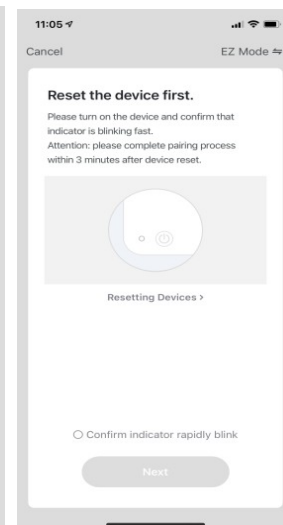 11:05
Cancel
EZ Mode ⇋
Reset the device first.
Please turn on the device and confirm that
indicator is blinking fast.
Attention: please complete pairing process
within 3 minutes after device reset.
Resetting Devices >
Confirm indicator rapidly blink
Next